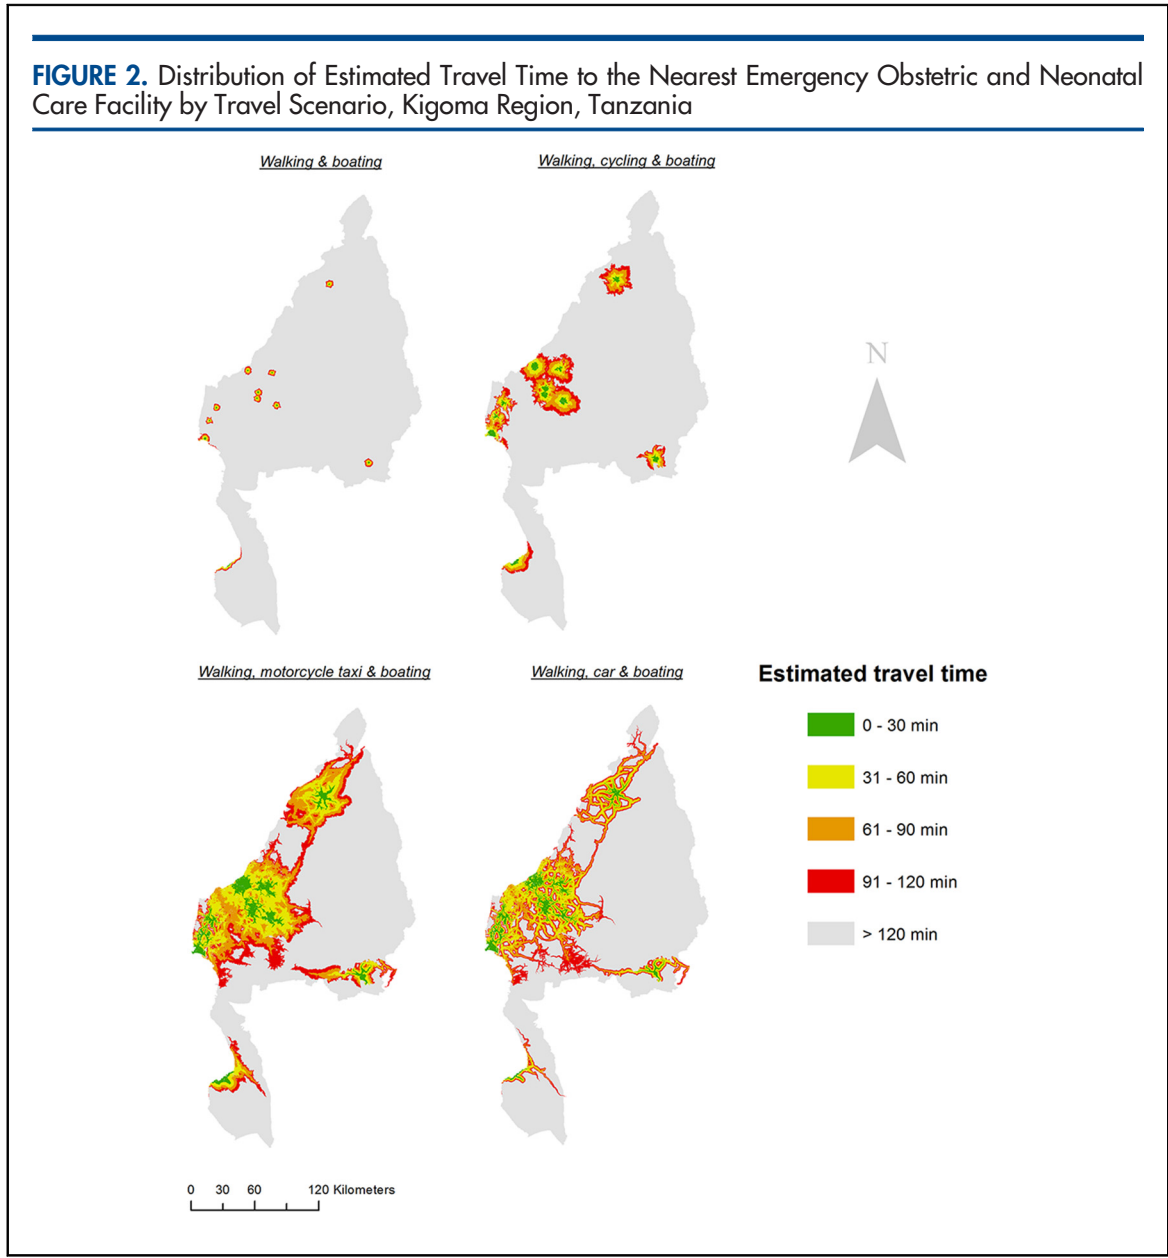 FIGURE 2. Distribution of Estimated Travel Time to the Nearest Emergency Obstetric and Neonatal
Care Facility by Travel Scenario, Kigoma Region, Tanzania
Walking & boating
Walking, cycling & boating
N
Walking, motorcycle taxi & boating
Walking, car & boating
Estimated travel time
0 - 30 min
31 - 60 min
61 - 90 min
91 - 120 min
> 120 min
0 30 60 120 Kilometers